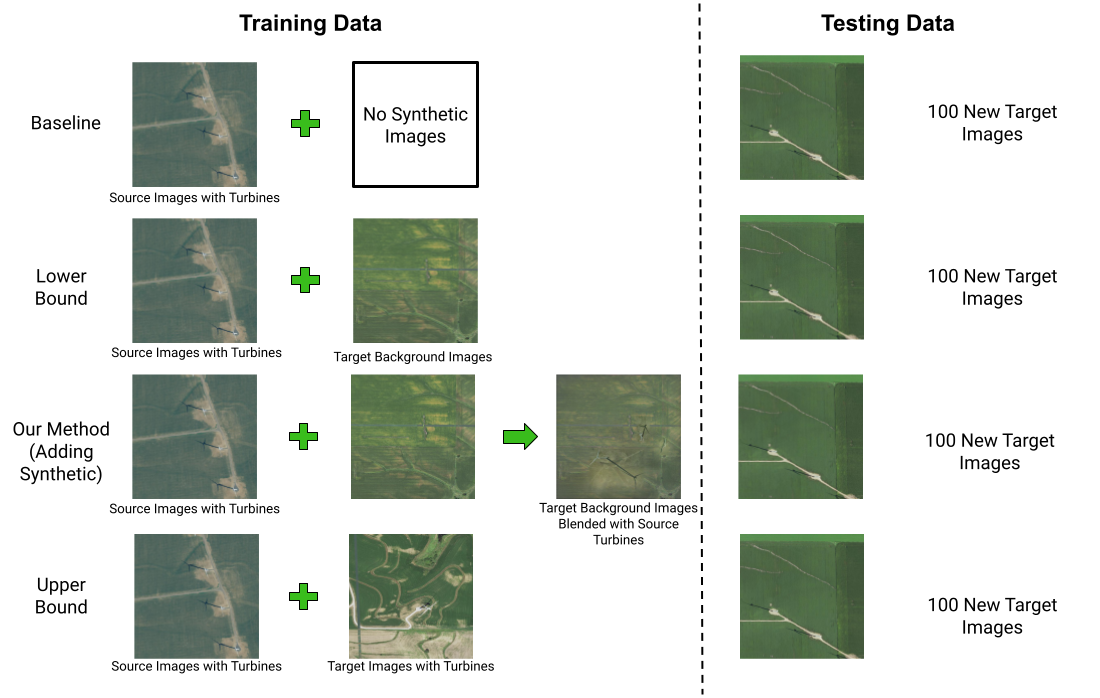 Training Data
Testing Data
Baseline
No Synthetic
Images
Source Images with Turbines
100 New Target
Images
Lower
Bound
Source Images with Turbines
Target Background Images
100 New Target
Images
Our Method
(Adding
Synthetic)
Source Images with Turbines
Target Background Images
Blended with Source
Turbines
100 New Target
Images
Upper
Bound
Source Images with Turbines
Target Images with Turbines
100 New Target
Images